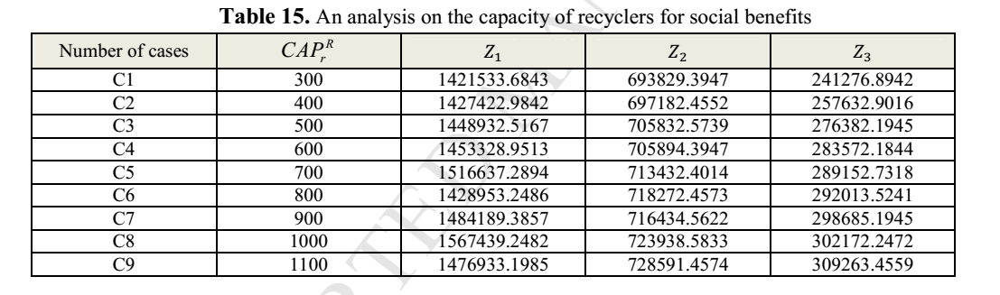 Table 15. An analysis on the capacity of recyclers for social benefits
Number of cases CAP_r^R Z₁ Z₂ Z₃
C1 300 1421533.6843 693829.3947 241276.8942
C2 400 1427422.9842 697182.4552 257632.9016
C3 500 1448932.5167 705832.5739 276382.1945
C4 600 1453328.9513 705894.3947 283572.1844
C5 700 1516637.2894 713432.4014 289152.7318
C6 800 1428953.2486 718272.4573 292013.5241
C7 900 1484189.3857 716434.5622 298685.1945
C8 1000 1567439.2482 723938.5833 302172.2472
C9 1100 1476933.1985 728591.4574 309263.4559